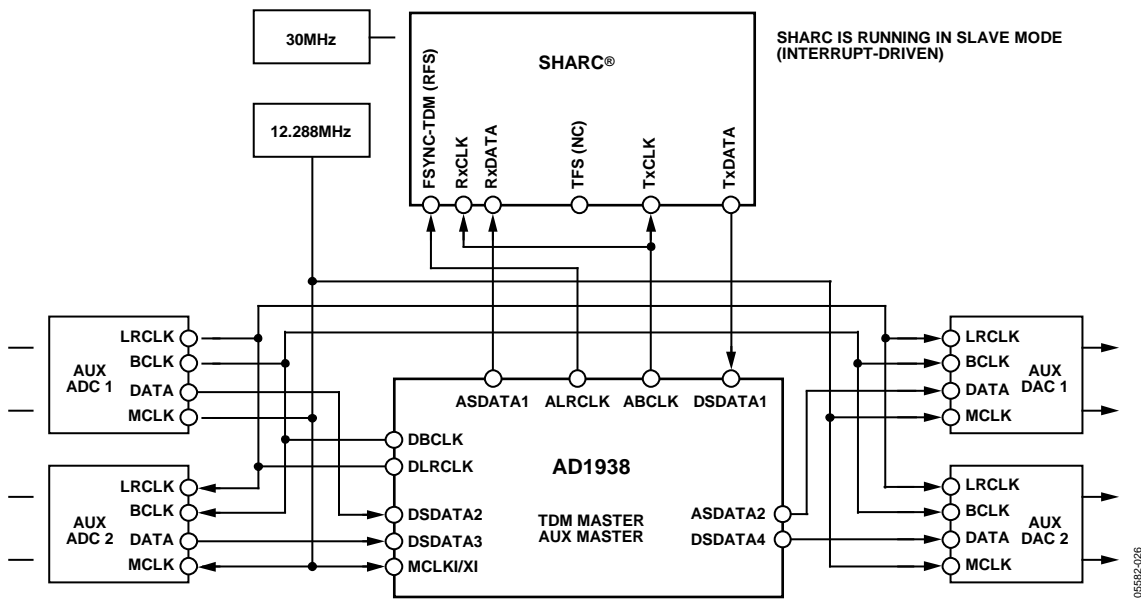 30MHz
12.288MHz
SHARC®
SHARC IS RUNNING IN SLAVE MODE
(INTERRUPT-DRIVEN)
FSYNC-TDM (RFS)
RxCLK
RxDATA
TFS (NC)
TxCLK
TxDATA
AUX
ADC 1
LRCLK
BCLK
DATA
MCLK
AUX
ADC 2
LRCLK
BCLK
DATA
MCLK
ASDATA1 ALRCLK ABCLK DSDATA1
DBCLK
DLRCLK
DSDATA2
DSDATA3
MCLKI/XI
AD1938
TDM MASTER
AUX MASTER
ASDATA2
DSDATA4
LRCLK
BCLK
DATA
MCLK
AUX
DAC 1
LRCLK
BCLK
DATA
MCLK
AUX
DAC 2
05582-026